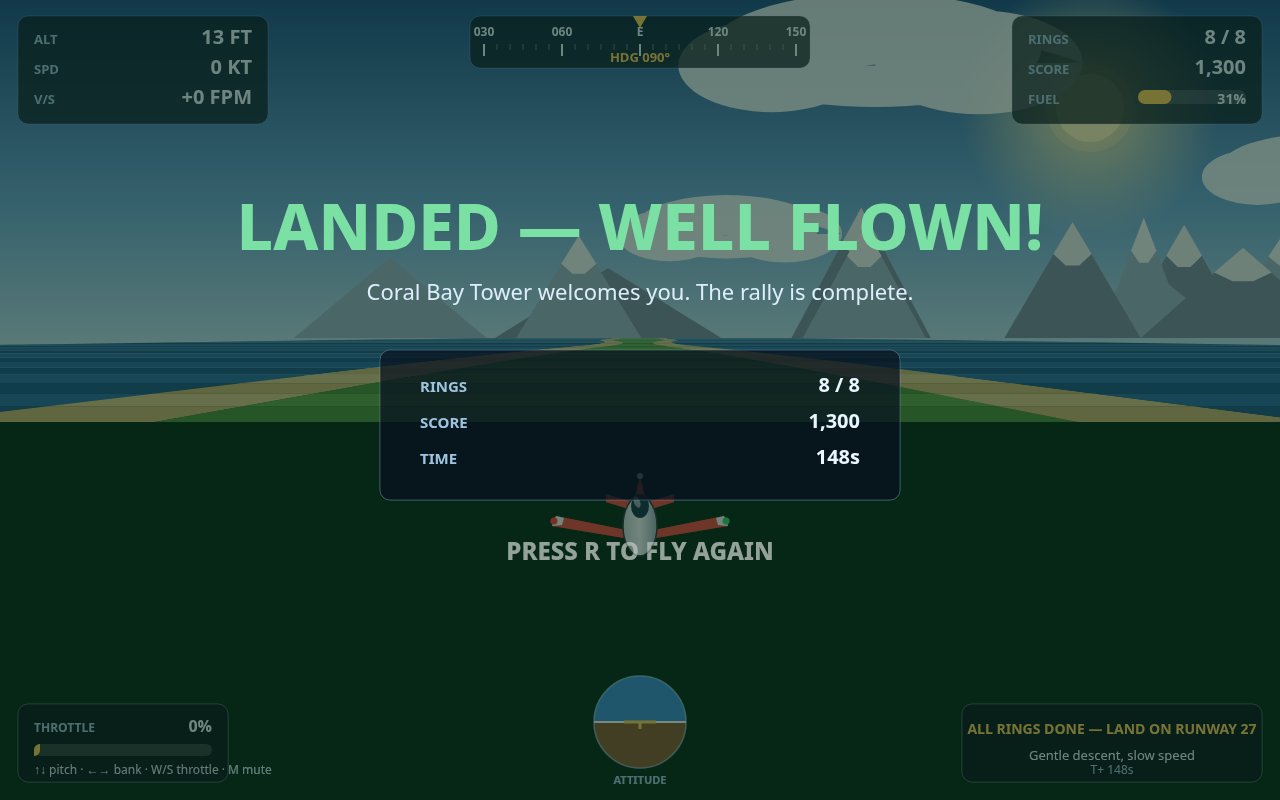 ALT 13 FT
SPD 0 KT
V/S +0 FPM
030 060 E 120 150
HDG 090°
RINGS 8 / 8
SCORE 1,300
FUEL 31%
LANDED — WELL FLOWN!
Coral Bay Tower welcomes you. The rally is complete.
RINGS 8 / 8
SCORE 1,300
TIME 148s
PRESS R TO FLY AGAIN
THROTTLE 0%
↑↓ pitch · ←→ bank · W/S throttle · M mute
ATTITUDE
ALL RINGS DONE — LAND ON RUNWAY 27
Gentle descent, slow speed
T+ 148s